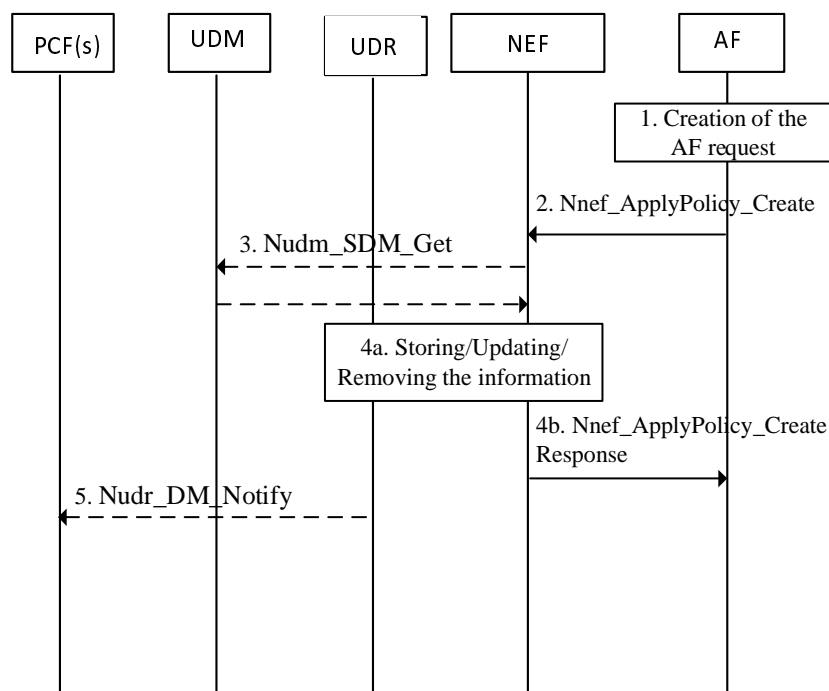 PCF(s)
UDM
UDR
NEF
AF
1. Creation of the
AF request
2. Nnef_ApplyPolicy_Create
3. Nudm_SDM_Get
4a. Storing/Updating/
Removing the information
4b. Nnef_ApplyPolicy_Create
Response
5. Nudr_DM_Notify